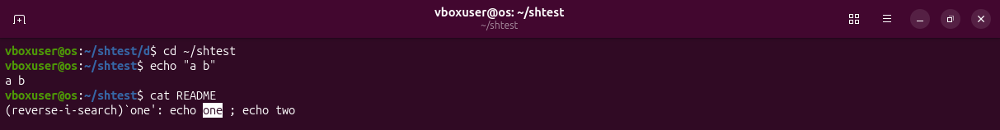 vboxuser@os: ~/shtest
~/shtest
vboxuser@os:~/shtest/d$ cd ~/shtest
vboxuser@os:~/shtest$ echo "a b"
a b
vboxuser@os:~/shtest$ cat README
(reverse-i-search)`one': echo one ; echo two